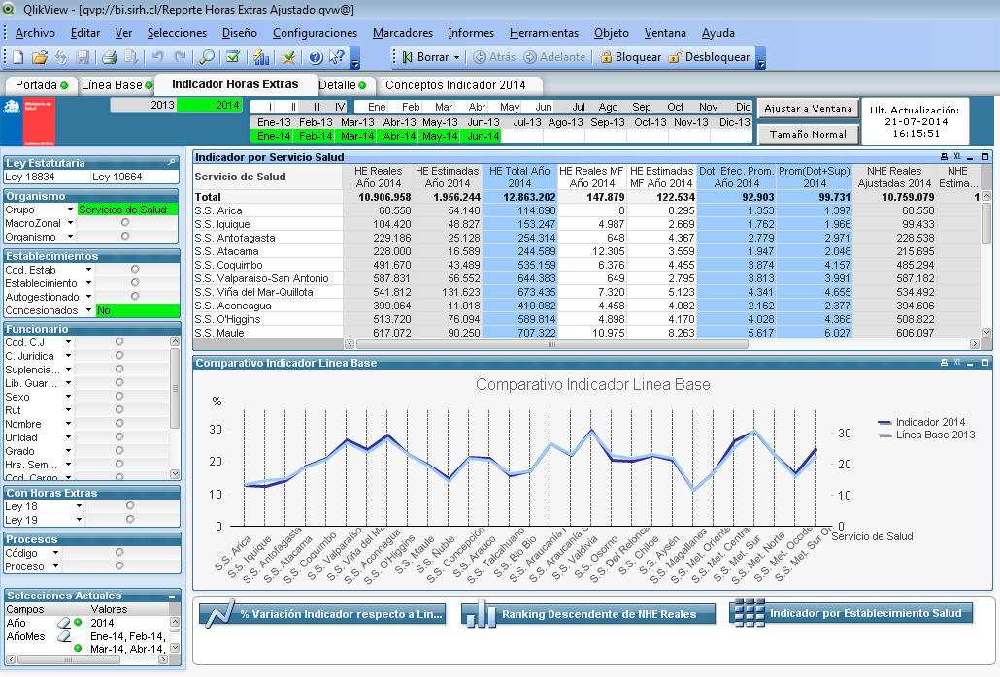 QlikView - [qvp://bi.sirh.cl/Reporte Horas Extras Ajustado.qvw@]
Archivo Editar Ver Selecciones Diseño Configuraciones Marcadores Informes Herramientas Objeto Ventana Ayuda
Borrar Atrás Adelante Bloquear Desbloquear
Portada Línea Base Indicador Horas Extras Detalle Conceptos Indicador 2014
2013 2014
I II III IV Ene Feb Mar Abr May Jun Jul Ago Sep Oct Nov Dic
Ene-13 Feb-13 Mar-13 Abr-13 May-13 Jun-13 Jul-13 Ago-13 Sep-13 Oct-13 Nov-13 Dic-13
Ene-14 Feb-14 Mar-14 Abr-14 May-14 Jun-14
Ajustar a Ventana
Tamaño Normal
Ult. Actualización:
21-07-2014
16:15:51
Ministerio de
Salud
Gobierno de Chile
Ley Estatutaria
Ley 18834 Ley 19664
Organismo
Grupo Servicios de Salud
MacroZonal
Organismo
Establecimientos
Cod. Estab
Establecimiento
Autogestionado
Concesionados No
Funcionario
Cod. C.J
C. Juridica
Suplencia...
Lib. Guar...
Sexo
Rut
Nombre
Unidad
Grado
Hrs. Sem...
Cod. Cargo
Con Horas Extras
Ley 18
Ley 19
Procesos
Código
Proceso
Selecciones Actuales
Campos Valores
Año 2014
AñoMes Ene-14, Feb-14,
Mar-14, Abr-14,
Indicador por Servicio Salud XL
Servicio de Salud HE Reales Año 2014 HE Estimadas Año 2014 HE Total Año 2014 HE Reales MF Año 2014 HE Estimadas MF Año 2014 Dot. Efec. Prom. Año 2014 Prom(Dot+Sup) 2014 NHE Reales Ajustadas 2014 NHE Estima...
Total 10.906.958 1.956.244 12.863.202 147.879 122.534 92.903 99.731 10.759.079 1
S.S. Arica 60.558 54.140 114.698 0 8.295 1.353 1.397 60.558
S.S. Iquique 104.420 48.827 153.247 4.987 2.669 1.762 1.966 99.433
S.S. Antofagasta 229.186 25.128 254.314 648 4.367 2.779 2.971 228.538
S.S. Atacama 228.000 16.589 244.589 12.305 3.559 1.947 2.048 215.695
S.S. Coquimbo 491.670 43.489 535.159 6.376 4.455 3.874 4.157 485.294
S.S. Valparaíso-San Antonio 587.831 56.552 644.383 649 2.795 3.813 3.991 587.182
S.S. Viña del Mar-Quillota 541.812 131.623 673.435 7.320 5.123 4.341 4.655 534.492
S.S. Aconcagua 399.064 11.018 410.082 4.458 4.082 2.162 2.377 394.606
S.S. O'Higgins 513.720 76.094 589.814 4.898 4.170 4.028 4.368 508.822
S.S. Maule 617.072 90.250 707.322 10.975 8.263 5.617 6.027 606.097
Comparativo Indicador Linea Base XL
Comparativo Indicador Linea Base
%
30
20
10
0
30
20
10
0
Indicador 2014
Línea Base 2013
S.S. Arica
S.S. Iquique
S.S. Antofagasta
S.S. Atacama
S.S. Coquimbo
S.S. Valparaíso
S.S. Viña del M
S.S. Aconcagua
S.S. O'Higgins
S.S. Maule
S.S. Ñuble
S.S. Concepción
S.S. Arauco
S.S. Talcahuano
S.S. Bio Bio
S.S. Araucanía
S.S. Araucanía S
S.S. Valdivia
S.S. Osorno
S.S. Del Relonca
S.S. Chiloe
S.S. Aysén
S.S. Magallanes
S.S. Met. Oriente
S.S. Met. Central
S.S. Met. Sur
S.S. Met. Norte
S.S. Met. Occide
S.S. Met. Sur O
Servicio de Salud
% Variación Indicador respecto a Lin...
Ranking Descendente de NHE Reales
Indicador por Establecimiento Salud